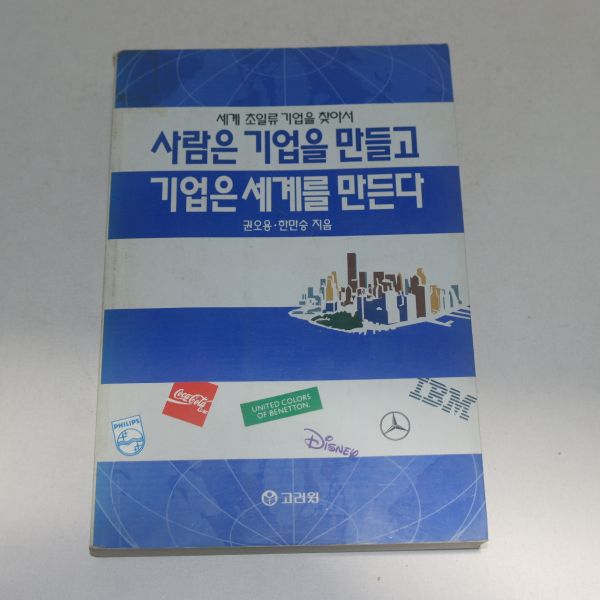 세계 초일류 기업을 찾아서
사람은 기업을 만들고
기업은 세계를 만든다
권오용·한만승 지음
IBM
Coca-Cola
UNITED COLORS
OF BENETTON.
PHILIPS
DISNEY
고려원